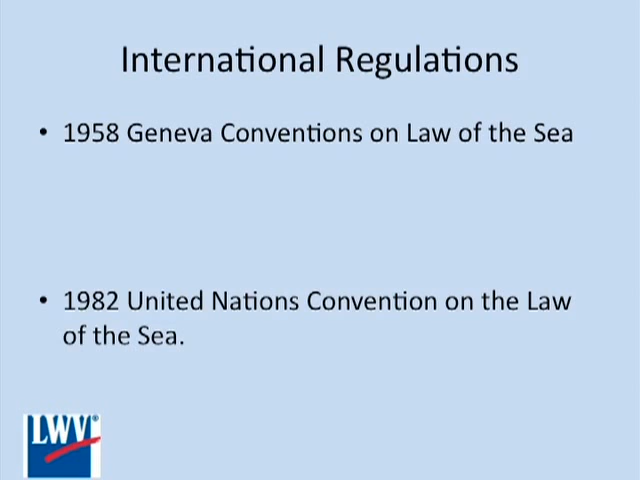 International Regulations
• 1958 Geneva Conventions on Law of the Sea
• 1982 United Nations Convention on the Law
of the Sea.
LWV®